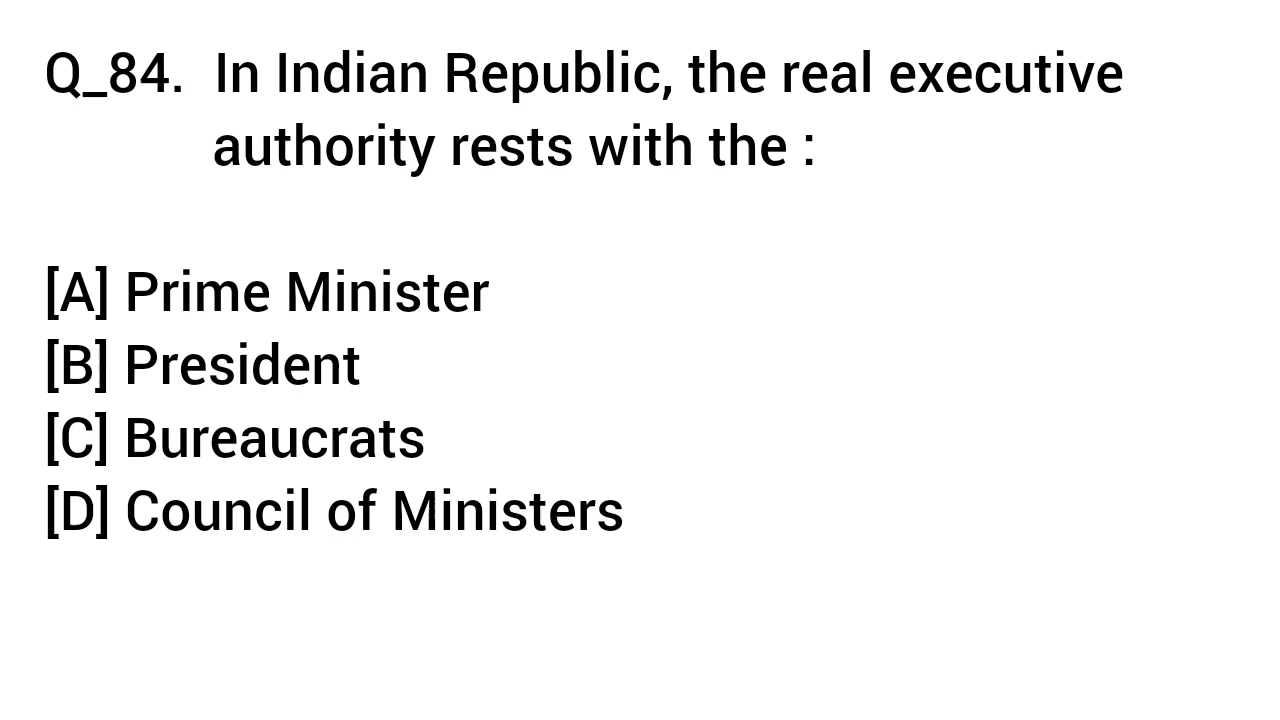 Q_84. In Indian Republic, the real executive
authority rests with the :
[A] Prime Minister
[B] President
[C] Bureaucrats
[D] Council of Ministers